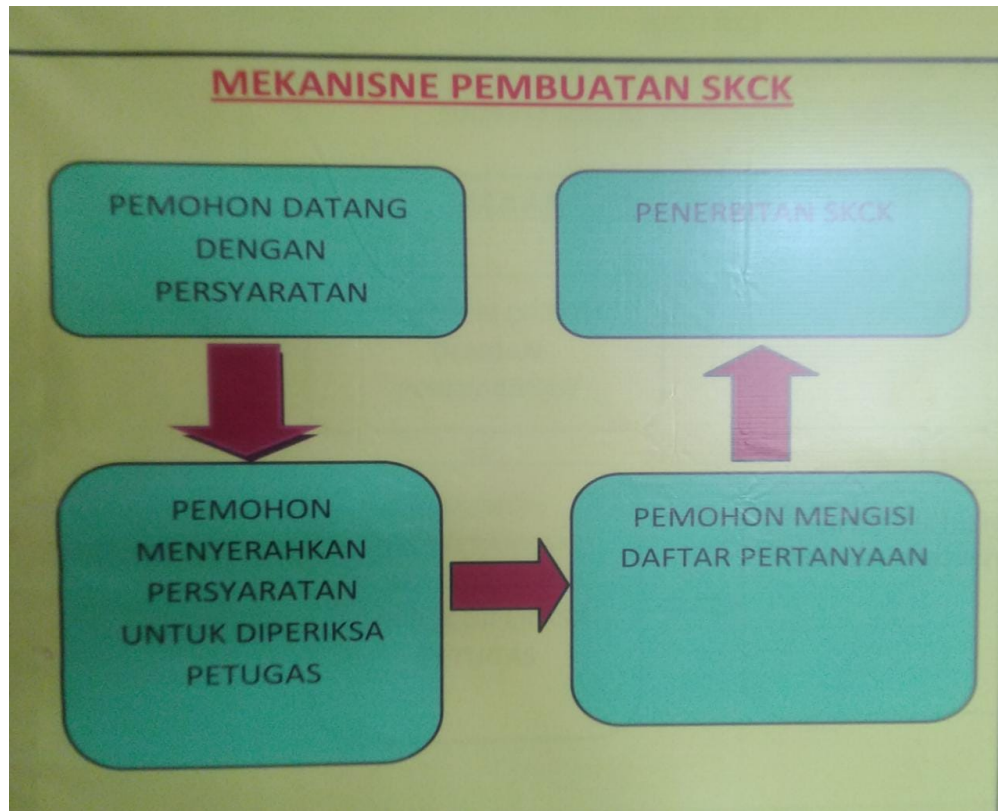 MEKANISNE PEMBUATAN SKCK
PEMOHON DATANG
DENGAN
PERSYARATAN
PEMOHON
MENYERAHKAN
PERSYARATAN
UNTUK DIPERIKSA
PETUGAS
PEMOHON MENGISI
DAFTAR PERTANYAAN
PENERBITAN SKCK